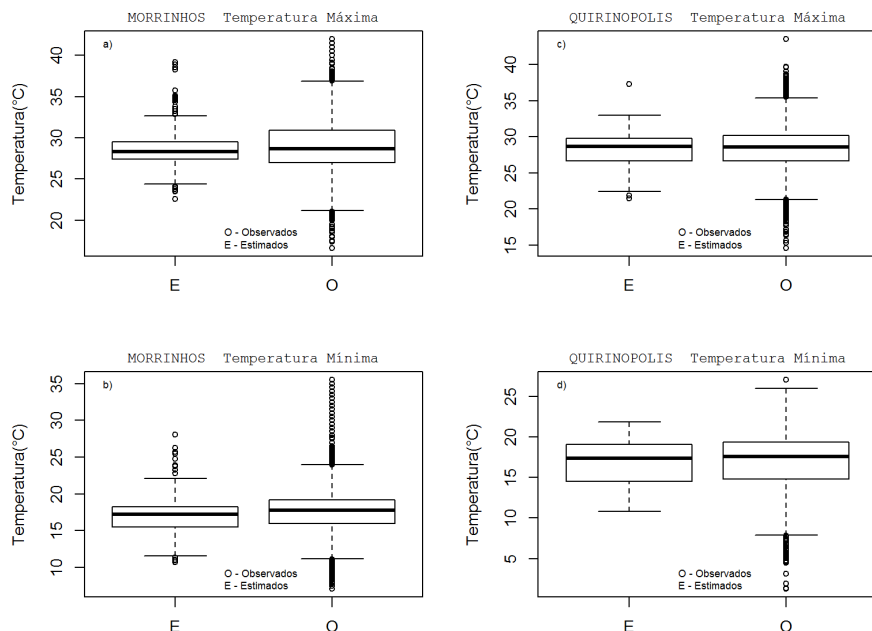 MORRINHOS Temperatura Máxima
a)
Temperatura(°C)
40
35
30
25
20
O - Observados
E - Estimados
E
O
QUIRINOPOLIS Temperatura Máxima
c)
Temperatura(°C)
40
35
30
25
20
15
O - Observados
E - Estimados
E
O
MORRINHOS Temperatura Mínima
b)
Temperatura(°C)
35
30
25
20
15
10
O - Observados
E - Estimados
E
O
QUIRINOPOLIS Temperatura Mínima
d)
Temperatura(°C)
25
20
15
10
5
O - Observados
E - Estimados
E
O